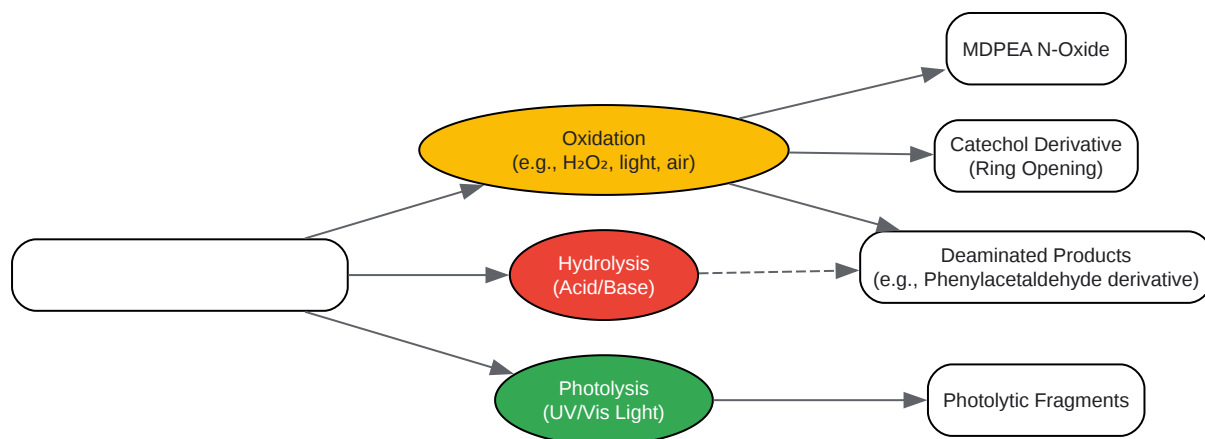 MDPEA N-Oxide
Oxidation
(e.g., H₂O₂, light, air)
Catechol Derivative
(Ring Opening)
Hydrolysis
(Acid/Base)
Deaminated Products
(e.g., Phenylacetaldehyde derivative)
Photolysis
(UV/Vis Light)
Photolytic Fragments